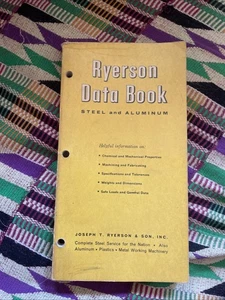 Ryerson
Data Book
STEEL and ALUMINUM
Helpful information on:
• Chemical and Mechanical Properties
• Machining and Fabricating
• Specifications and Tolerances
• Weights and Dimensions
• Safe Loads and General Data
JOSEPH T. RYERSON & SON, INC.
Complete Steel Service for the Nation • Also
Aluminum • Plastics • Metal Working Machinery